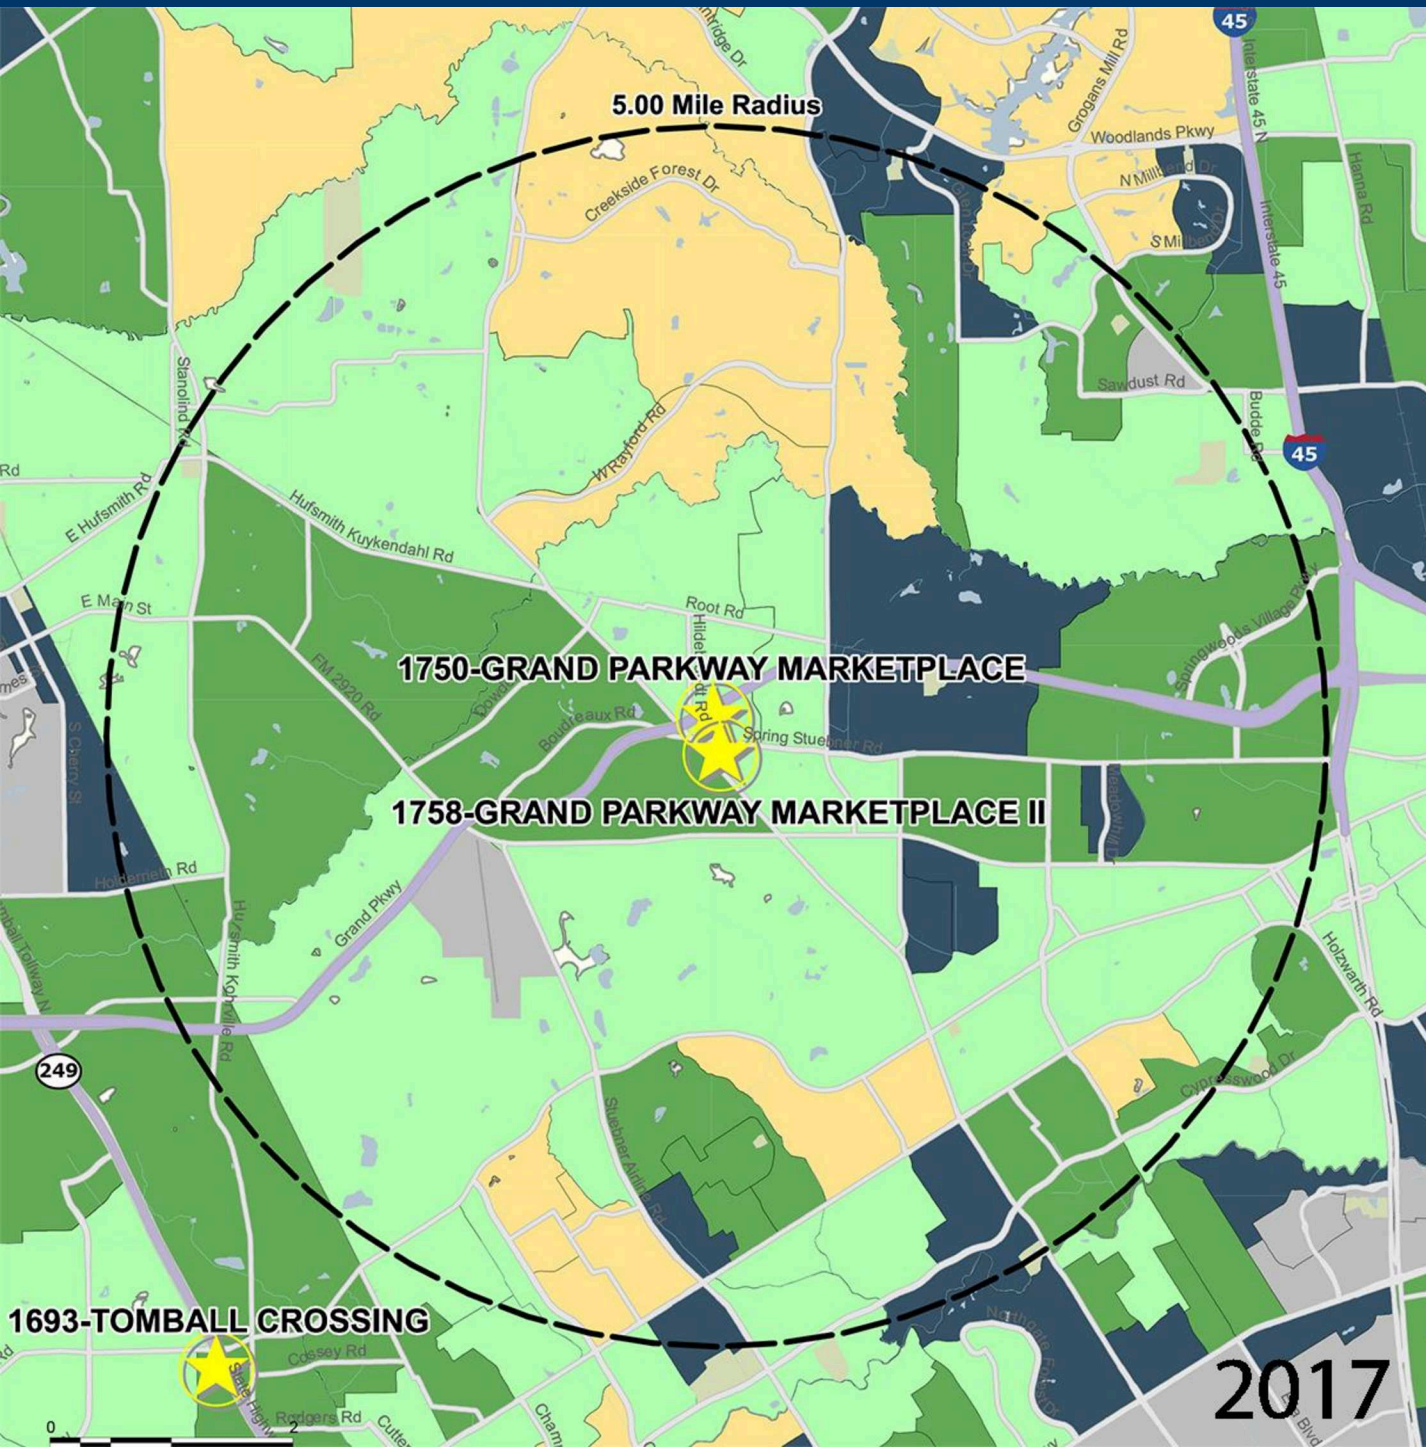 45
Interstate 45 N
Grogans Mill Rd
5.00 Mile Radius
Woodlands Pkwy
N Millbend Dr
Hanna Rd
Creekside Forest Dr
Interstate 45
Stanolind Rd
Sawdust Rd
Budde Rd
W Rayford Rd
45
Rd
E Hufsmith Rd
Hufsmith Kuykendahl Rd
E Main St
Root Rd
Springwoods Village Pkwy
1750-GRAND PARKWAY MARKETPLACE
FM 2920 Rd
Boudreaux Rd
Spring Stuebner Rd
S Cherry St
1758-GRAND PARKWAY MARKETPLACE II
Holderrieth Rd
Grand Pkwy
Hufsmith Kohrville Rd
Holzwarth Rd
249
Cypresswood Dr
Stuebner Airline Rd
1693-TOMBALL CROSSING
Cossey Rd
Rodgers Rd
0
2
2017